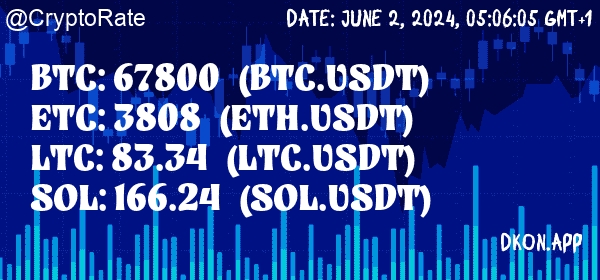 @CryptoRate
DATE: JUNE 2, 2024, 05:06:05 GMT+1
BTC: 67800 (BTC.USDT)
ETC: 3808 (ETH.USDT)
LTC: 83.34 (LTC.USDT)
SOL: 166.24 (SOL.USDT)
DKON.APP